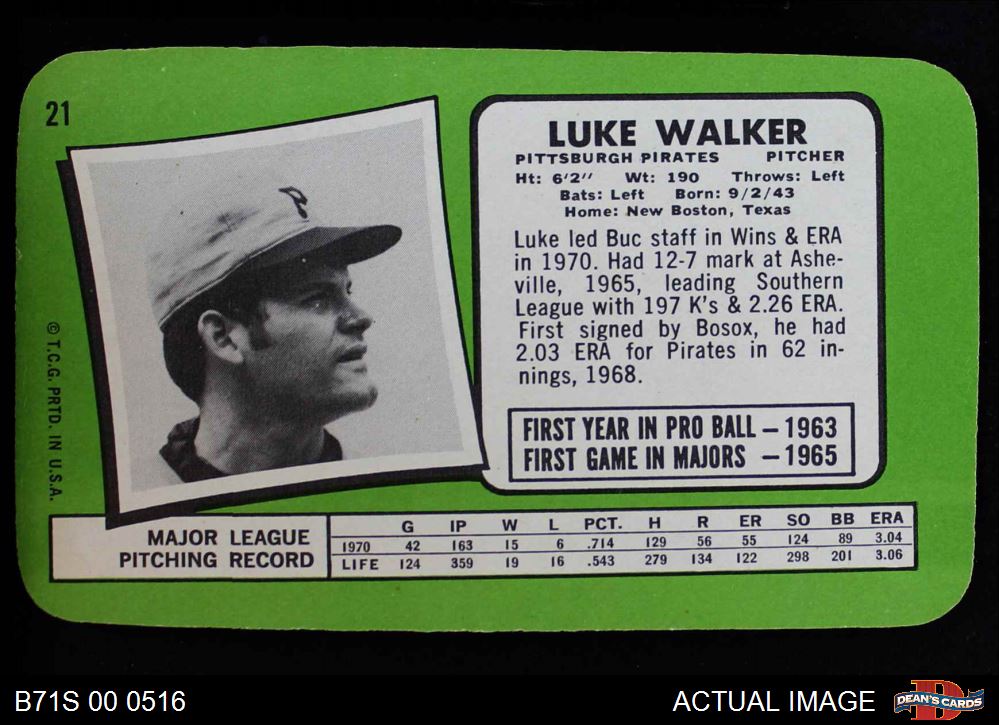 21
LUKE WALKER
PITTSBURGH PIRATES PITCHER
Ht: 6'2" Wt: 190 Throws: Left
Bats: Left Born: 9/2/43
Home: New Boston, Texas
Luke led Buc staff in Wins & ERA
in 1970. Had 12-7 mark at Ashe-
ville, 1965, leading Southern
League with 197 K's & 2.26 ERA.
First signed by Bosox, he had
2.03 ERA for Pirates in 62 in-
nings, 1968.
FIRST YEAR IN PRO BALL – 1963
FIRST GAME IN MAJORS – 1965
© T.C.G. PRTD. IN U.S.A.
MAJOR LEAGUE
PITCHING RECORD
G IP W L PCT. H R ER SO BB ERA
1970 42 163 15 6 .714 129 56 55 124 89 3.04
LIFE 124 359 19 16 .543 279 134 122 298 201 3.06
B71S 00 0516
ACTUAL IMAGE
DEAN'S CARDS